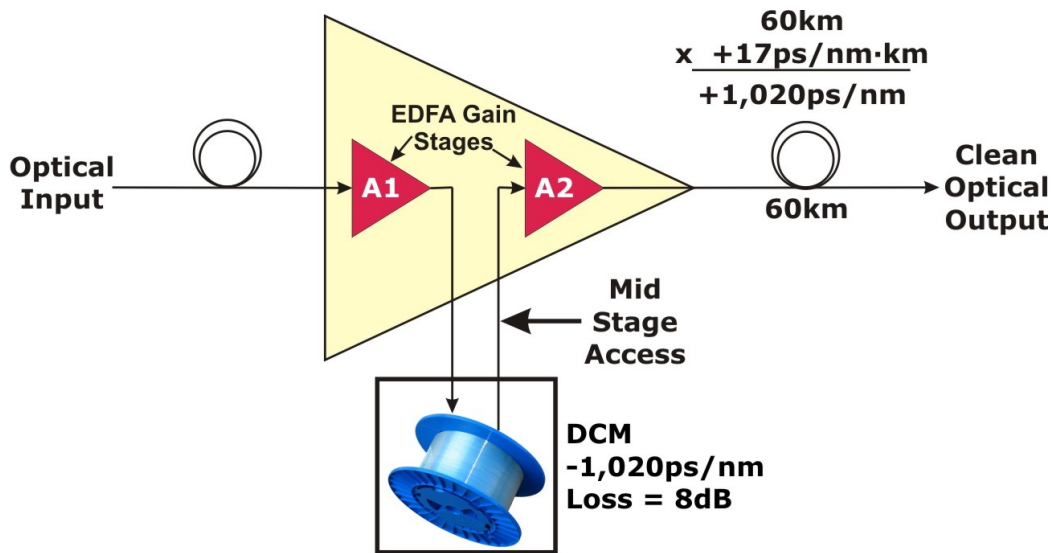 Optical
Input
EDFA Gain
Stages
A1
A2
60km
x +17ps/nm·km
+1,020ps/nm
60km
Clean
Optical
Output
Mid
Stage
Access
DCM
-1,020ps/nm
Loss = 8dB